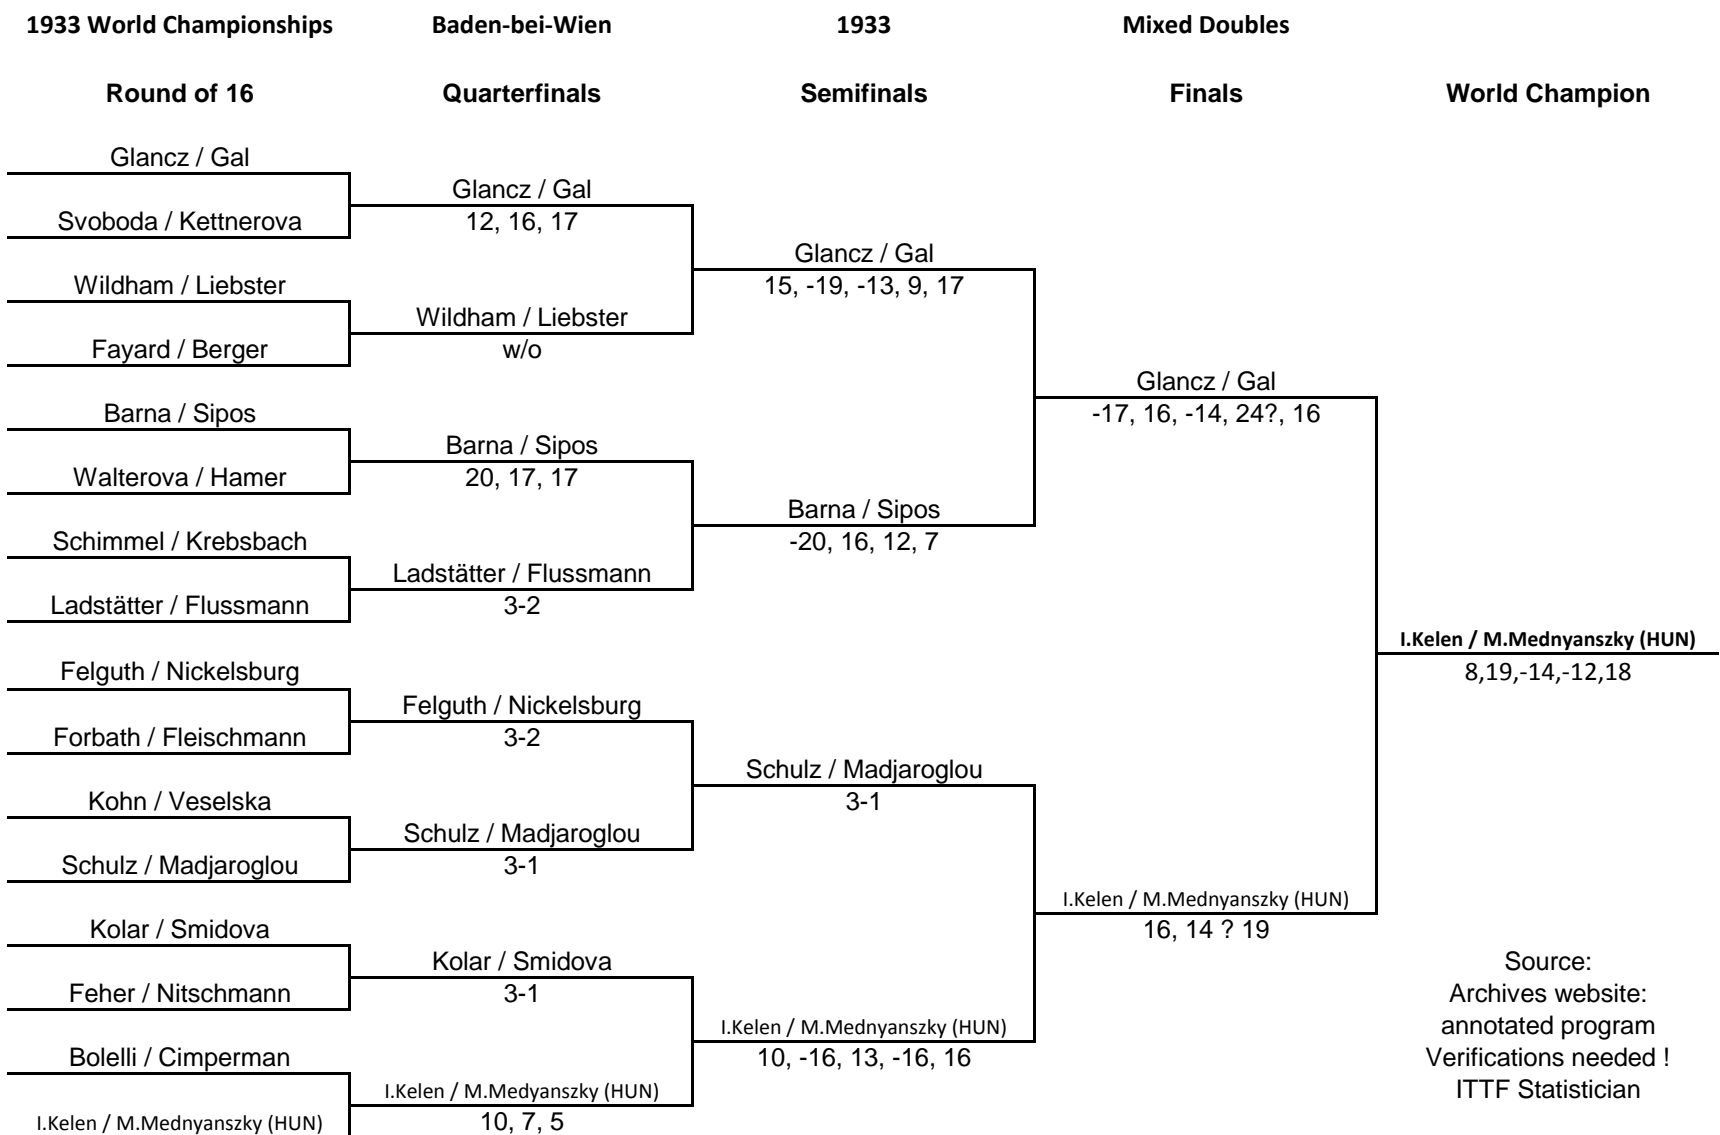 1933 World Championships Baden-bei-Wien 1933 Mixed Doubles
Round of 16 Quarterfinals Semifinals Finals World Champion
Glancz / Gal
Glancz / Gal
Svoboda / Kettnerova 12, 16, 17
Glancz / Gal
Wildham / Liebster 15, -19, -13, 9, 17
Wildham / Liebster
Fayard / Berger w/o
Glancz / Gal
Barna / Sipos -17, 16, -14, 24?, 16
Barna / Sipos
Walterova / Hamer 20, 17, 17
Barna / Sipos
Schimmel / Krebsbach -20, 16, 12, 7
Ladstätter / Flussmann
Ladstätter / Flussmann 3-2
I.Kelen / M.Mednyanszky (HUN)
Felguth / Nickelsburg 8,19,-14,-12,18
Felguth / Nickelsburg
Forbath / Fleischmann 3-2
Schulz / Madjaroglou
Kohn / Veselska 3-1
Schulz / Madjaroglou
Schulz / Madjaroglou 3-1
I.Kelen / M.Mednyanszky (HUN)
Kolar / Smidova 16, 14 ? 19
Kolar / Smidova Source:
Feher / Nitschmann 3-1 Archives website:
I.Kelen / M.Mednyanszky (HUN) annotated program
Bolelli / Cimperman 10, -16, 13, -16, 16 Verifications needed !
I.Kelen / M.Medyanszky (HUN) ITTF Statistician
I.Kelen / M.Mednyanszky (HUN) 10, 7, 5